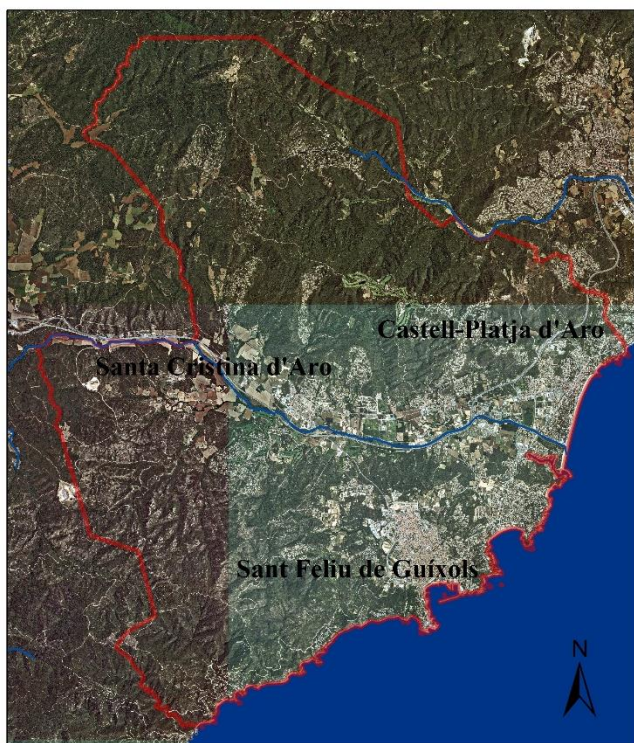 Castell-Platja d'Aro
Santa Cristina d'Aro
Sant Feliu de Guíxols
N